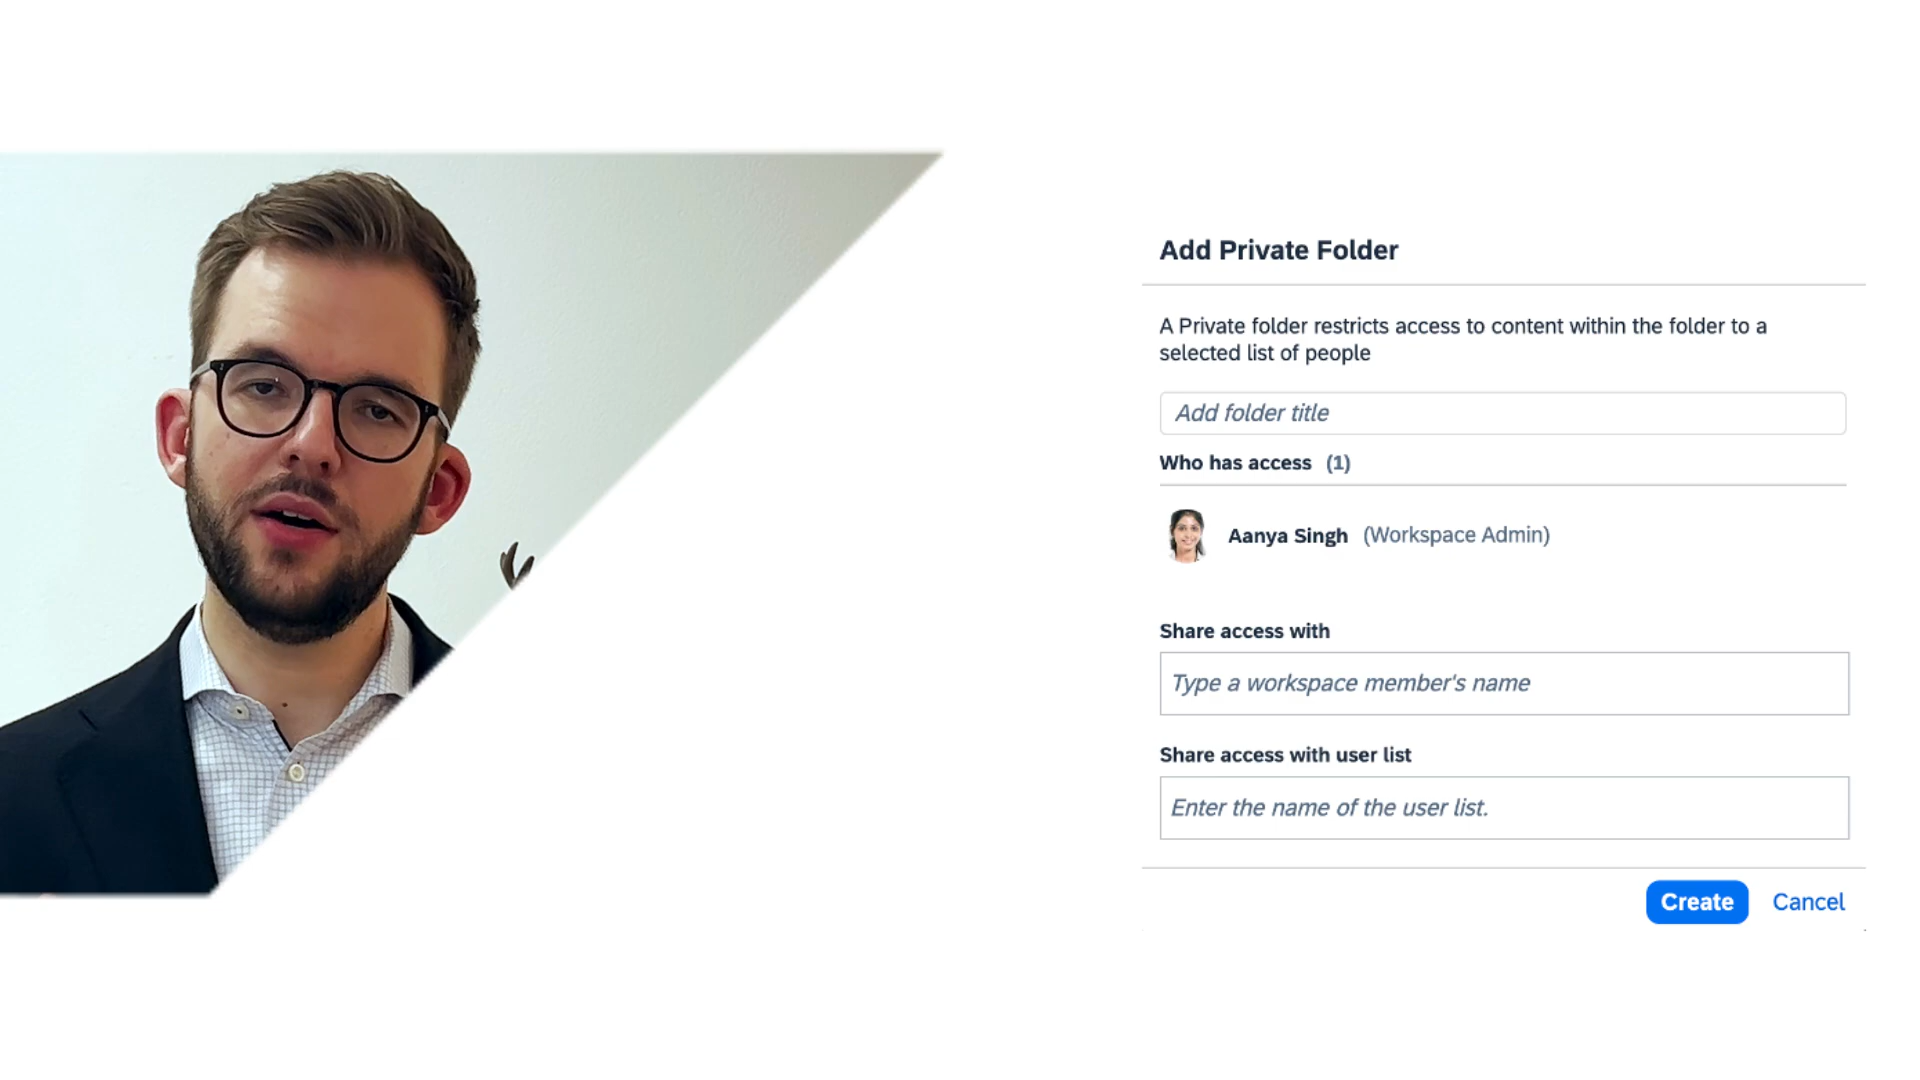 Add Private Folder
A Private folder restricts access to content within the folder to a
selected list of people
Add folder title
Who has access (1)
Aanya Singh (Workspace Admin)
Share access with
Type a workspace member's name
Share access with user list
Enter the name of the user list.
Create Cancel